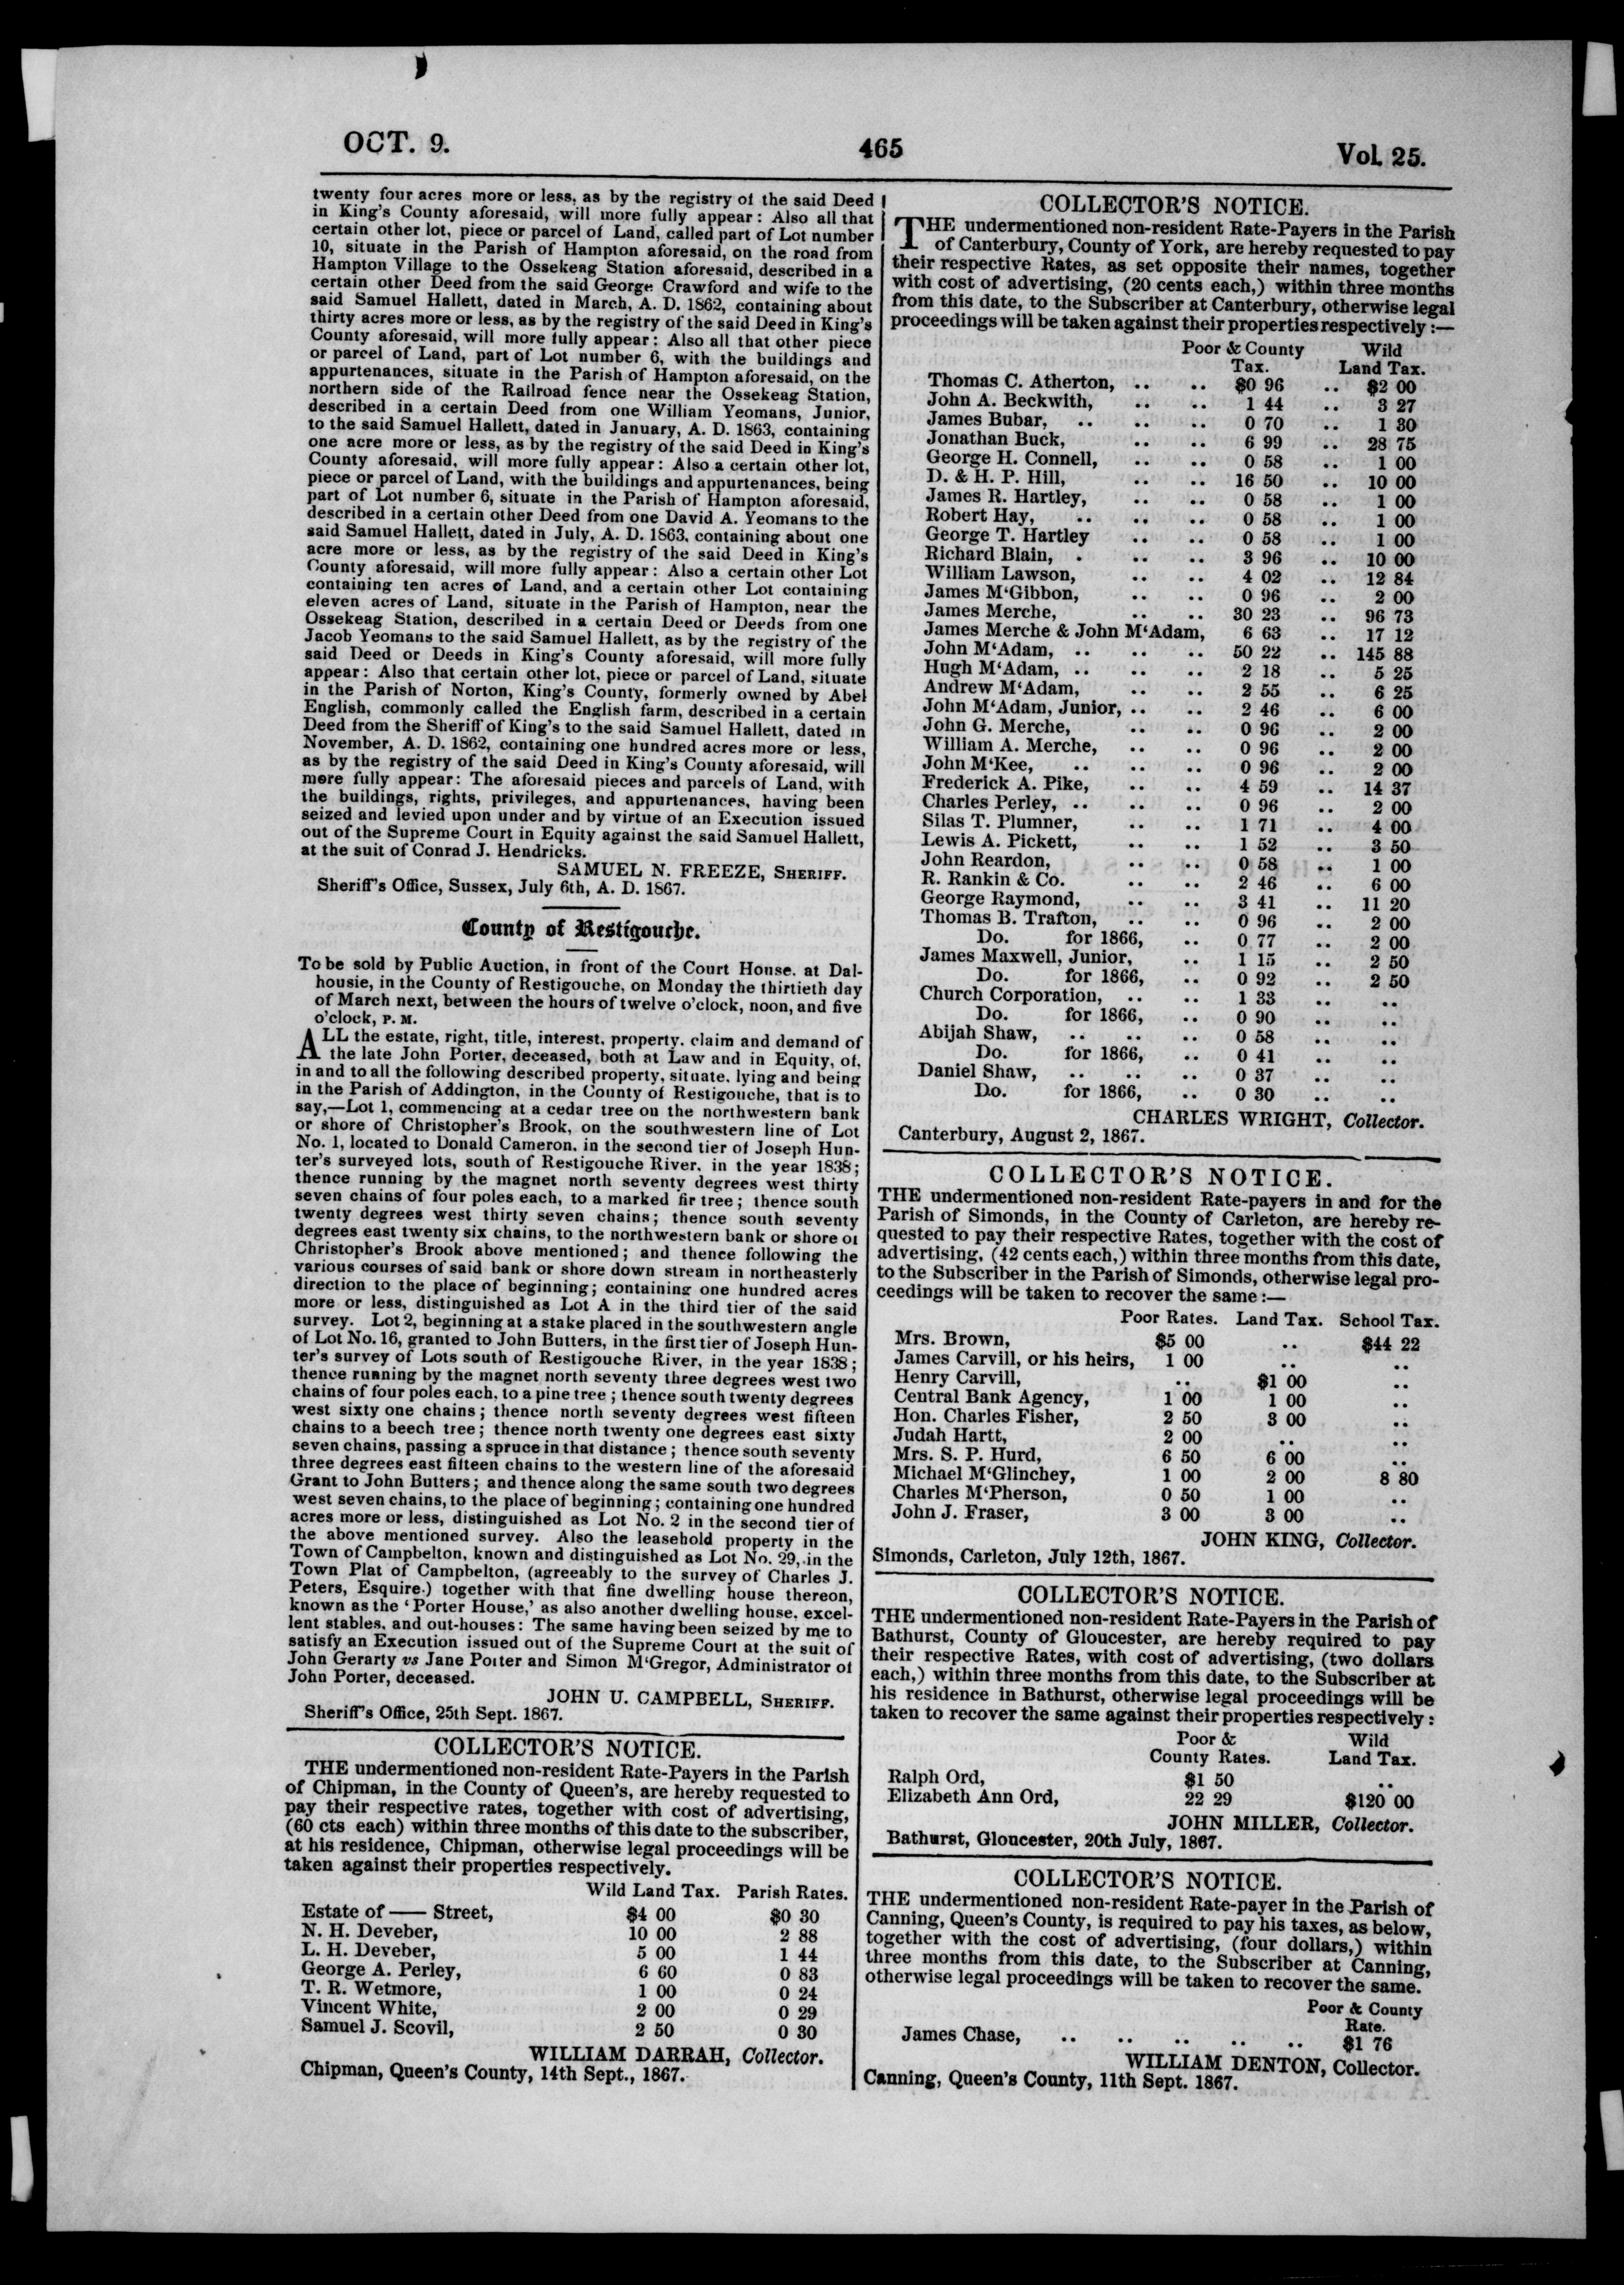 OCT. 9.
465
Vol. 25.
twenty four acres more or less, as by the registry of the said Deed
in King's County aforesaid, will more fully appear: Also all that
certain other lot, piece or parcel of Land, called part of Lot number
10, situate in the Parish of Hampton aforesaid, on the road from
Hampton Village to the Ossekeag Station aforesaid, described in a
certain other Deed from the said George Crawford and wife to the
said Samuel Hallett, dated in March, A. D. 1862, containing about
thirty acres more or less, as by the registry of the said Deed in King's
County aforesaid, will more fully appear: Also all that other piece
or parcel of Land, part of Lot number 6, with the buildings and
appurtenances, situate in the Parish of Hampton aforesaid, on the
northern side of the Railroad fence near the Ossekeag Station,
described in a certain Deed from one William Yeomans, Junior,
to the said Samuel Hallett, dated in January, A. D. 1863, containing
one acre more or less, as by the registry of the said Deed in King's
County aforesaid, will more fully appear: Also a certain other lot,
piece or parcel of Land, with the buildings and appurtenances, being
part of Lot number 6, situate in the Parish of Hampton aforesaid,
described in a certain other Deed from one David A. Yeomans to the
said Samuel Hallett, dated in July, A. D. 1863, containing about one
acre more or less, as by the registry of the said Deed in King's
County aforesaid, will more fully appear: Also a certain other Lot
containing ten acres of Land, and a certain other Lot containing
eleven acres of Land, situate in the Parish of Hampton, near the
Ossekeag Station, described in a certain Deed or Deeds from one
Jacob Yeomans to the said Samuel Hallett, as by the registry of the
said Deed or Deeds in King's County aforesaid, will more fully
appear: Also that certain other lot, piece or parcel of Land, situate
in the Parish of Norton, King's County, formerly owned by Abel
English, commonly called the English farm, described in a certain
Deed from the Sheriff of King's to the said Samuel Hallett, dated in
November, A. D. 1862, containing one hundred acres more or less,
as by the registry of the said Deed in King's County aforesaid, will
more fully appear: The aforesaid pieces and parcels of Land, with
the buildings, rights, privileges, and appurtenances, having been
seized and levied upon under and by virtue of an Execution issued
out of the Supreme Court in Equity against the said Samuel Hallett,
at the suit of Conrad J. Hendricks.
SAMUEL N. FREEZE, SHERIFF.
Sheriff's Office, Sussex, July 6th, A. D. 1867.
County of Restigouche.
To be sold by Public Auction, in front of the Court House, at Dal-
housie, in the County of Restigouche, on Monday the thirtieth day
of March next, between the hours of twelve o'clock, noon, and five
o'clock, P. M.
ALL the estate, right, title, interest, property, claim and demand of
the late John Porter, deceased, both at Law and in Equity, of,
in and to all the following described property, situate, lying and being
in the Parish of Addington, in the County of Restigouche, that is to
say,—Lot 1, commencing at a cedar tree on the northwestern bank
or shore of Christopher's Brook, on the southwestern line of Lot
No. 1, located to Donald Cameron, in the second tier of Joseph Hun-
ter's surveyed lots, south of Restigouche River, in the year 1838;
thence running by the magnet north seventy degrees west thirty
seven chains of four poles each, to a marked fir tree; thence south
twenty degrees west thirty seven chains; thence south seventy
degrees east twenty six chains, to the northwestern bank or shore of
Christopher's Brook above mentioned; and thence following the
various courses of said bank or shore down stream in northeasterly
direction to the place of beginning; containing one hundred acres
more or less, distinguished as Lot A in the third tier of the said
survey. Lot 2, beginning at a stake placed in the southwestern angle
of Lot No. 16, granted to John Butters, in the first tier of Joseph Hun-
ter's survey of Lots south of Restigouche River, in the year 1838;
thence running by the magnet north seventy three degrees west two
chains of four poles each, to a pine tree; thence south twenty degrees
west sixty one chains; thence north seventy degrees west fifteen
chains to a beech tree; thence north twenty one degrees east sixty
seven chains, passing a spruce in that distance; thence south seventy
three degrees east fifteen chains to the western line of the aforesaid
Grant to John Butters; and thence along the same south two degrees
west seven chains, to the place of beginning; containing one hundred
acres more or less, distinguished as Lot No. 2 in the second tier of
the above mentioned survey. Also the leasehold property in the
Town of Campbelton, known and distinguished as Lot No. 29, in the
Town Plat of Campbelton, (agreeably to the survey of Charles J.
Peters, Esquire,) together with that fine dwelling house thereon,
known as the 'Porter House,' as also another dwelling house, excel-
lent stables, and out-houses: The same having been seized by me to
satisfy an Execution issued out of the Supreme Court at the suit of
John Gerarty vs Jane Porter and Simon M'Gregor, Administrator of
John Porter, deceased.
JOHN U. CAMPBELL, SHERIFF.
Sheriff's Office, 25th Sept. 1867.
COLLECTOR'S NOTICE.
THE undermentioned non-resident Rate-Payers in the Parish
of Chipman, in the County of Queen's, are hereby requested to
pay their respective rates, together with cost of advertising,
(60 cts each) within three months of this date to the subscriber,
at his residence, Chipman, otherwise legal proceedings will be
taken against their properties respectively.
Wild Land Tax. Parish Rates.
Estate of —— Street, $4 00 $0 30
N. H. Deveber, 10 00 2 88
L. H. Deveber, 5 00 1 44
George A. Perley, 6 60 0 83
T. R. Wetmore, 1 00 0 24
Vincent White, 2 00 0 29
Samuel J. Scovil, 2 50 0 30
WILLIAM DARRAH, Collector.
Chipman, Queen's County, 14th Sept., 1867.
COLLECTOR'S NOTICE.
THE undermentioned non-resident Rate-Payers in the Parish
of Canterbury, County of York, are hereby requested to pay
their respective Rates, as set opposite their names, together
with cost of advertising, (20 cents each,) within three months
from this date, to the Subscriber at Canterbury, otherwise legal
proceedings will be taken against their properties respectively:—
Poor & County Wild
Tax. Land Tax.
Thomas C. Atherton, .. .. $0 96 .. $2 00
John A. Beckwith, .. .. 1 44 .. 3 27
James Bubar, .. .. .. 0 70 .. 1 30
Jonathan Buck, .. .. 6 99 .. 28 75
George H. Connell, .. .. 0 58 .. 1 00
D. & H. P. Hill, .. .. 16 50 .. 10 00
James R. Hartley, .. .. 0 58 .. 1 00
Robert Hay, .. .. .. 0 58 .. 1 00
George T. Hartley .. .. 0 58 .. 1 00
Richard Blain, . .. .. 3 96 .. 10 00
William Lawson, .. .. 4 02 .. 12 84
James M'Gibbon, .. .. 0 96 .. 2 00
James Merche, .. .. 30 23 .. 96 73
James Merche & John M'Adam, 6 63 .. 17 12
John M'Adam, .. .. .. 50 22 .. 145 88
Hugh M'Adam, .. .. .. 2 18 .. 5 25
Andrew M'Adam, .. .. 2 55 .. 6 25
John M'Adam, Junior, .. .. 2 46 .. 6 00
John G. Merche, .. .. 0 96 .. 2 00
William A. Merche, .. .. 0 96 .. 2 00
John M'Kee, .. .. .. 0 96 .. 2 00
Frederick A. Pike, .. .. 4 59 .. 14 37
Charles Perley, .. .. .. 0 96 .. 2 00
Silas T. Plumner, .. .. 1 71 .. 4 00
Lewis A. Pickett, .. .. 1 52 .. 3 50
John Reardon, .. .. 0 58 .. 1 00
R. Rankin & Co. .. .. 2 46 .. 6 00
George Raymond, .. .. 3 41 .. 11 20
Thomas B. Trafton, .. .. 0 96 .. 2 00
Do. for 1866, .. 0 77 .. 2 00
James Maxwell, Junior, .. 1 15 .. 2 50
Do. for 1866, .. 0 92 .. 2 50
Church Corporation, .. .. 1 33 .. ..
Do. for 1866, .. 0 90 .. ..
Abijah Shaw, .. .. .. 0 58 .. ..
Do. for 1866, .. 0 41 .. ..
Daniel Shaw, .. .. .. 0 37 .. ..
Do. for 1866, .. 0 30 .. ..
CHARLES WRIGHT, Collector.
Canterbury, August 2, 1867.
COLLECTOR'S NOTICE.
THE undermentioned non-resident Rate-payers in and for the
Parish of Simonds, in the County of Carleton, are hereby re-
quested to pay their respective Rates, together with the cost of
advertising, (42 cents each,) within three months from this date,
to the Subscriber in the Parish of Simonds, otherwise legal pro-
ceedings will be taken to recover the same:—
Poor Rates. Land Tax. School Tax.
Mrs. Brown, $5 00 .. $44 22
James Carvill, or his heirs, 1 00 .. ..
Henry Carvill, .. $1 00 ..
Central Bank Agency, 1 00 1 00 ..
Hon. Charles Fisher, 2 50 3 00 ..
Judah Hartt, 2 00 .. ..
Mrs. S. P. Hurd, 6 50 6 00 ..
Michael M'Glinchey, 1 00 2 00 8 80
Charles M'Pherson, 0 50 1 00 ..
John J. Fraser, 3 00 3 00 ..
JOHN KING, Collector.
Simonds, Carleton, July 12th, 1867.
COLLECTOR'S NOTICE.
THE undermentioned non-resident Rate-Payers in the Parish of
Bathurst, County of Gloucester, are hereby required to pay
their respective Rates, with cost of advertising, (two dollars
each,) within three months from this date, to the Subscriber at
his residence in Bathurst, otherwise legal proceedings will be
taken to recover the same against their properties respectively:
Poor & Wild
County Rates. Land Tax.
Ralph Ord, $1 50 ..
Elizabeth Ann Ord, 22 29 $120 00
JOHN MILLER, Collector.
Bathurst, Gloucester, 20th July, 1867.
COLLECTOR'S NOTICE.
THE undermentioned non-resident Rate-payer in the Parish of
Canning, Queen's County, is required to pay his taxes, as below,
together with the cost of advertising, (four dollars,) within
three months from this date, to the Subscriber at Canning,
otherwise legal proceedings will be taken to recover the same.
Poor & County
Rate.
James Chase, .. .. .. .. .. $1 76
WILLIAM DENTON, Collector.
Canning, Queen's County, 11th Sept. 1867.